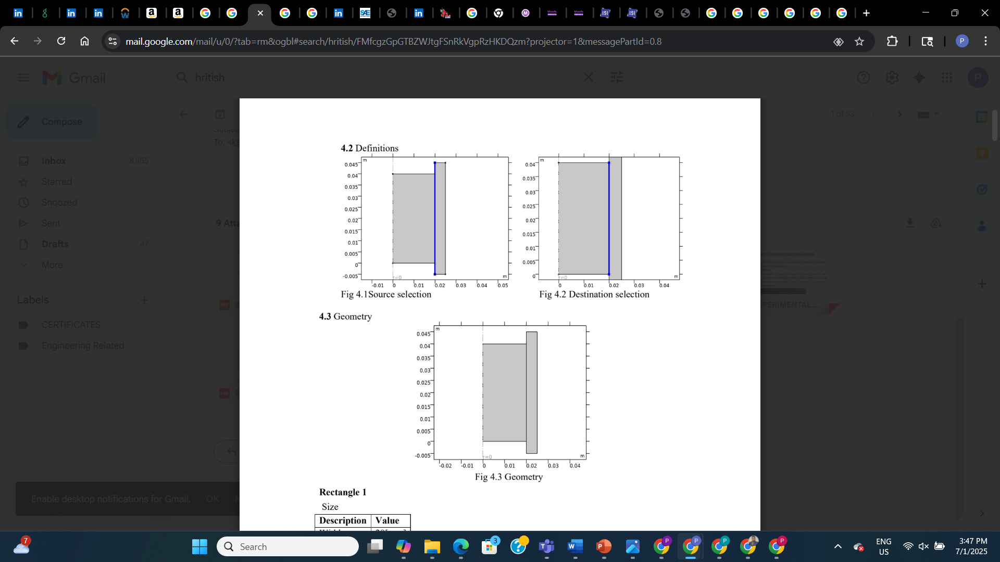 mail.google.com/mail/u/0/?tab=rm&ogbl#search/hritish/FMfcgzGpGTBZWJtgFSnRkVgpRzHKDQzm?projector=1&messagePartId=0.8
P
Gmail
hritish
P
Compose
1 of 53
To:
Inbox 8,955
Starred
Snoozed
Sent
Drafts 47
More
9 Atta
Labels
CERTIFICATES
Engineering Related
PERIMENTAL ...
4.2 Definitions
m
0.045
0.04
0.035
0.03
0.025
0.02
0.015
0.01
0.005
0
-0.005
r=0
m
-0.01 0 0.01 0.02 0.03 0.04 0.05
Fig 4.1Source selection
m
0.04
0.035
0.03
0.025
0.02
0.015
0.01
0.005
0
r=0
m
0 0.01 0.02 0.03 0.04
Fig 4.2 Destination selection
4.3 Geometry
m
0.045
0.04
0.035
0.03
0.025
0.02
0.015
0.01
0.005
0
-0.005
r=0
m
-0.02 -0.01 0 0.01 0.02 0.03 0.04
Fig 4.3 Geometry
Rectangle 1
Size
Description Value
Enable desktop notifications for Gmail. OK
7
Search
3
ENG
US
3:47 PM
7/1/2025